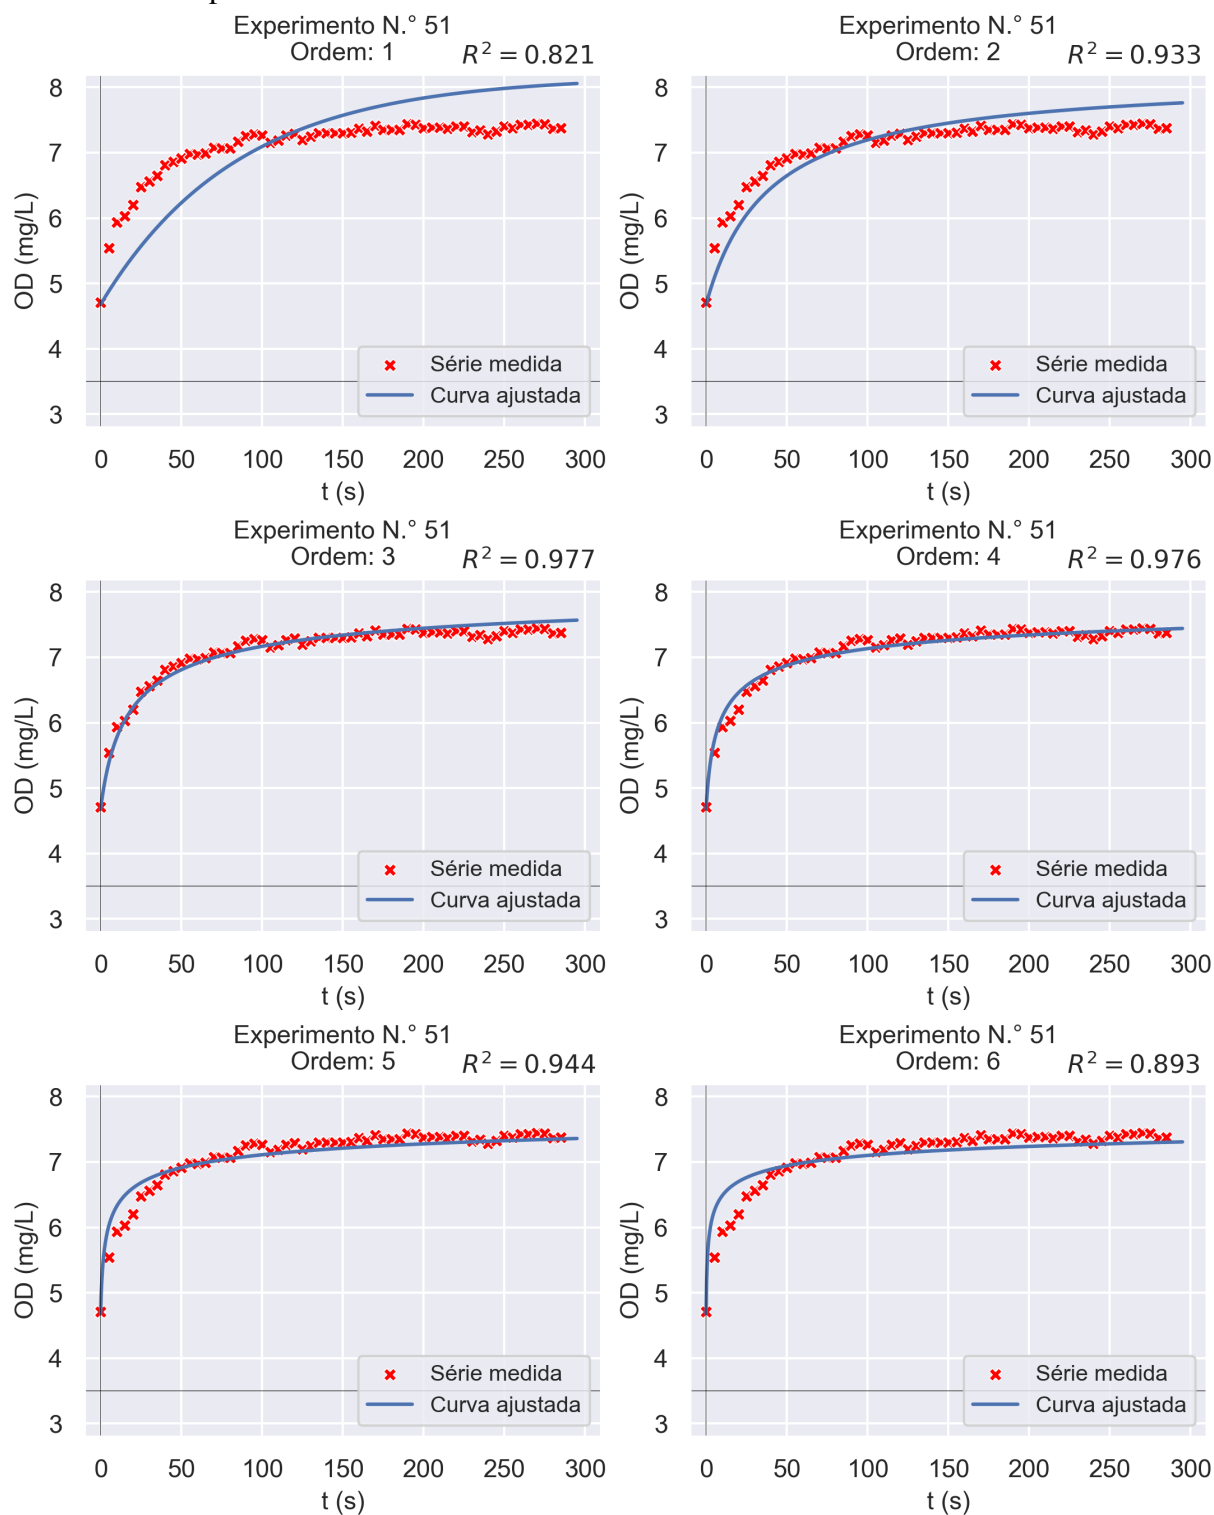 Experimento N.° 51
Ordem: 1 R² = 0.821
8
7
6
5
4
3
OD (mg/L)
Série medida
Curva ajustada
0 50 100 150 200 250 300
t (s)
Experimento N.° 51
Ordem: 2 R² = 0.933
8
7
6
5
4
3
OD (mg/L)
Série medida
Curva ajustada
0 50 100 150 200 250 300
t (s)
Experimento N.° 51
Ordem: 3 R² = 0.977
8
7
6
5
4
3
OD (mg/L)
Série medida
Curva ajustada
0 50 100 150 200 250 300
t (s)
Experimento N.° 51
Ordem: 4 R² = 0.976
8
7
6
5
4
3
OD (mg/L)
Série medida
Curva ajustada
0 50 100 150 200 250 300
t (s)
Experimento N.° 51
Ordem: 5 R² = 0.944
8
7
6
5
4
3
OD (mg/L)
Série medida
Curva ajustada
0 50 100 150 200 250 300
t (s)
Experimento N.° 51
Ordem: 6 R² = 0.893
8
7
6
5
4
3
OD (mg/L)
Série medida
Curva ajustada
0 50 100 150 200 250 300
t (s)